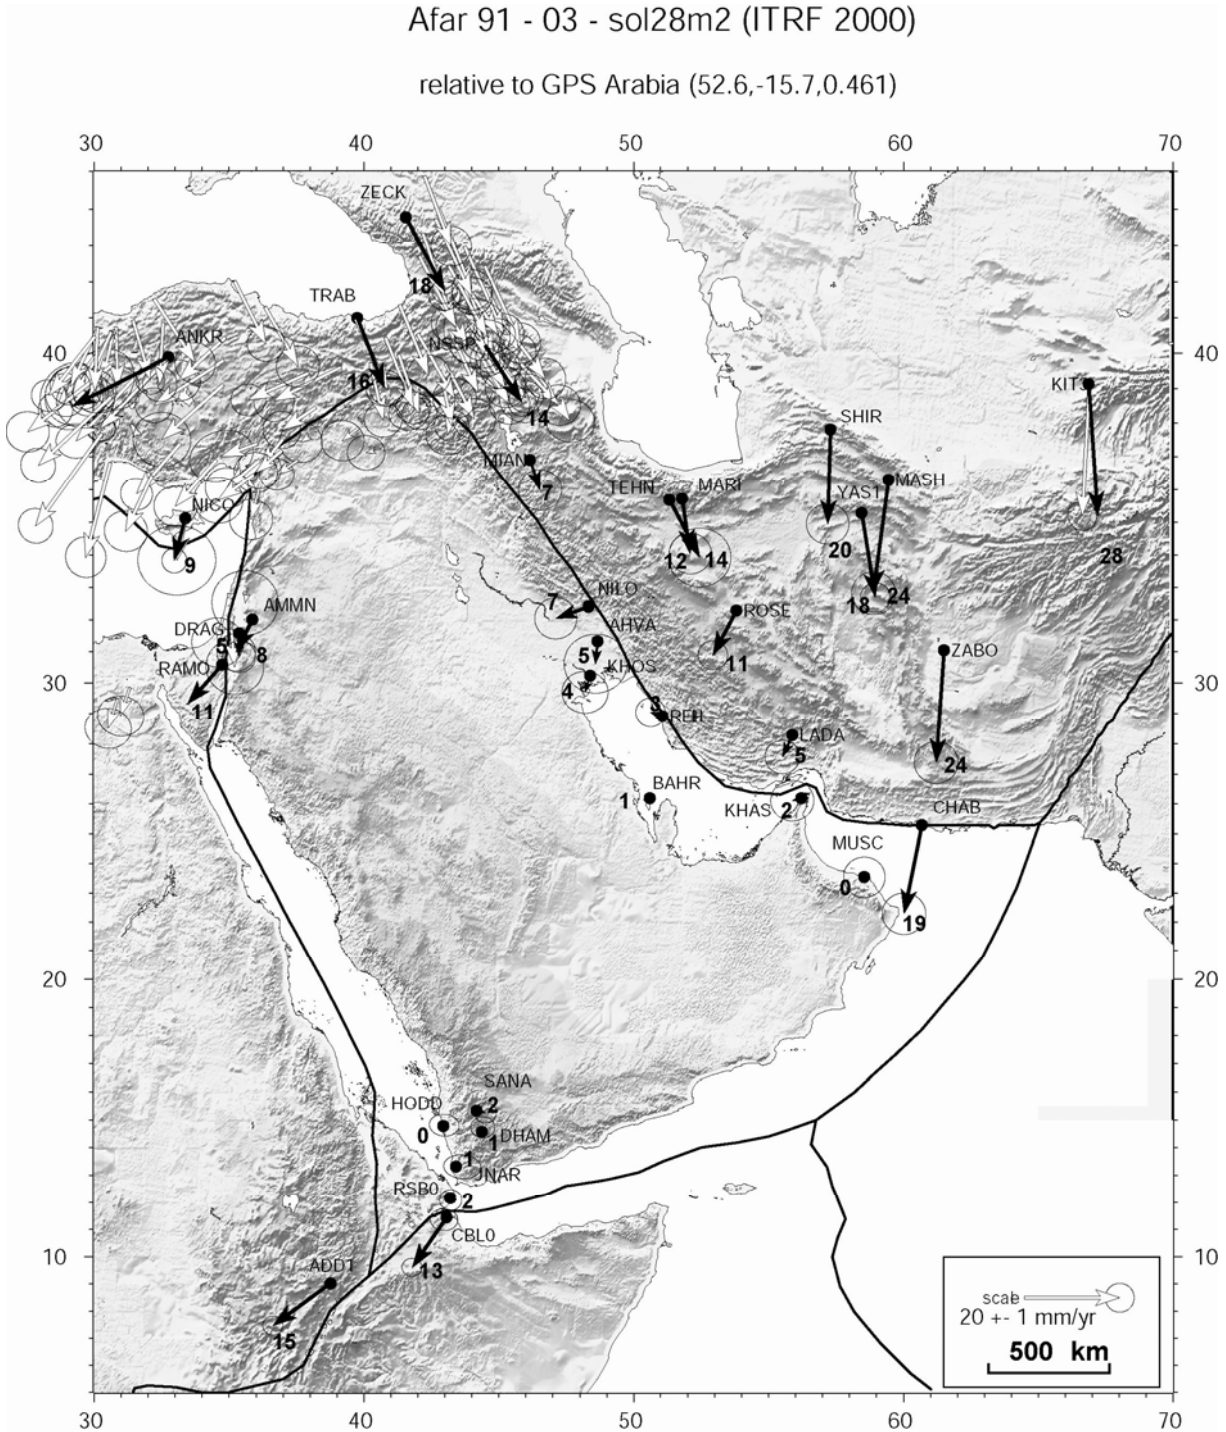 Afar 91 - 03 - sol28m2 (ITRF 2000)
relative to GPS Arabia (52.6,-15.7,0.461)
30 40 50 60 70
ZECK
18
TRAB
ANKR
NSSP
40 40
16
KIT3
14
SHIR
MIAN
7
TEHN MARI
YAS1 MASH
NICO
20
12 14
28
9
7 NILO
18 24
AMMN
ROSE
DRAG
AHVA
5 8
5
KHOS
11
ZABO
RAMO
30 30
4
11
3 REIL
LADA
5
24
BAHR
1
KHAS 2
CHAB
MUSC
0
19
20 20
SANA
HODD 2
0
DHAM
1
1
JNAR
RSB0 2
CBL0
10 10
ADD1
13
15
scale
20 +- 1 mm/yr
500 km
30 40 50 60 70